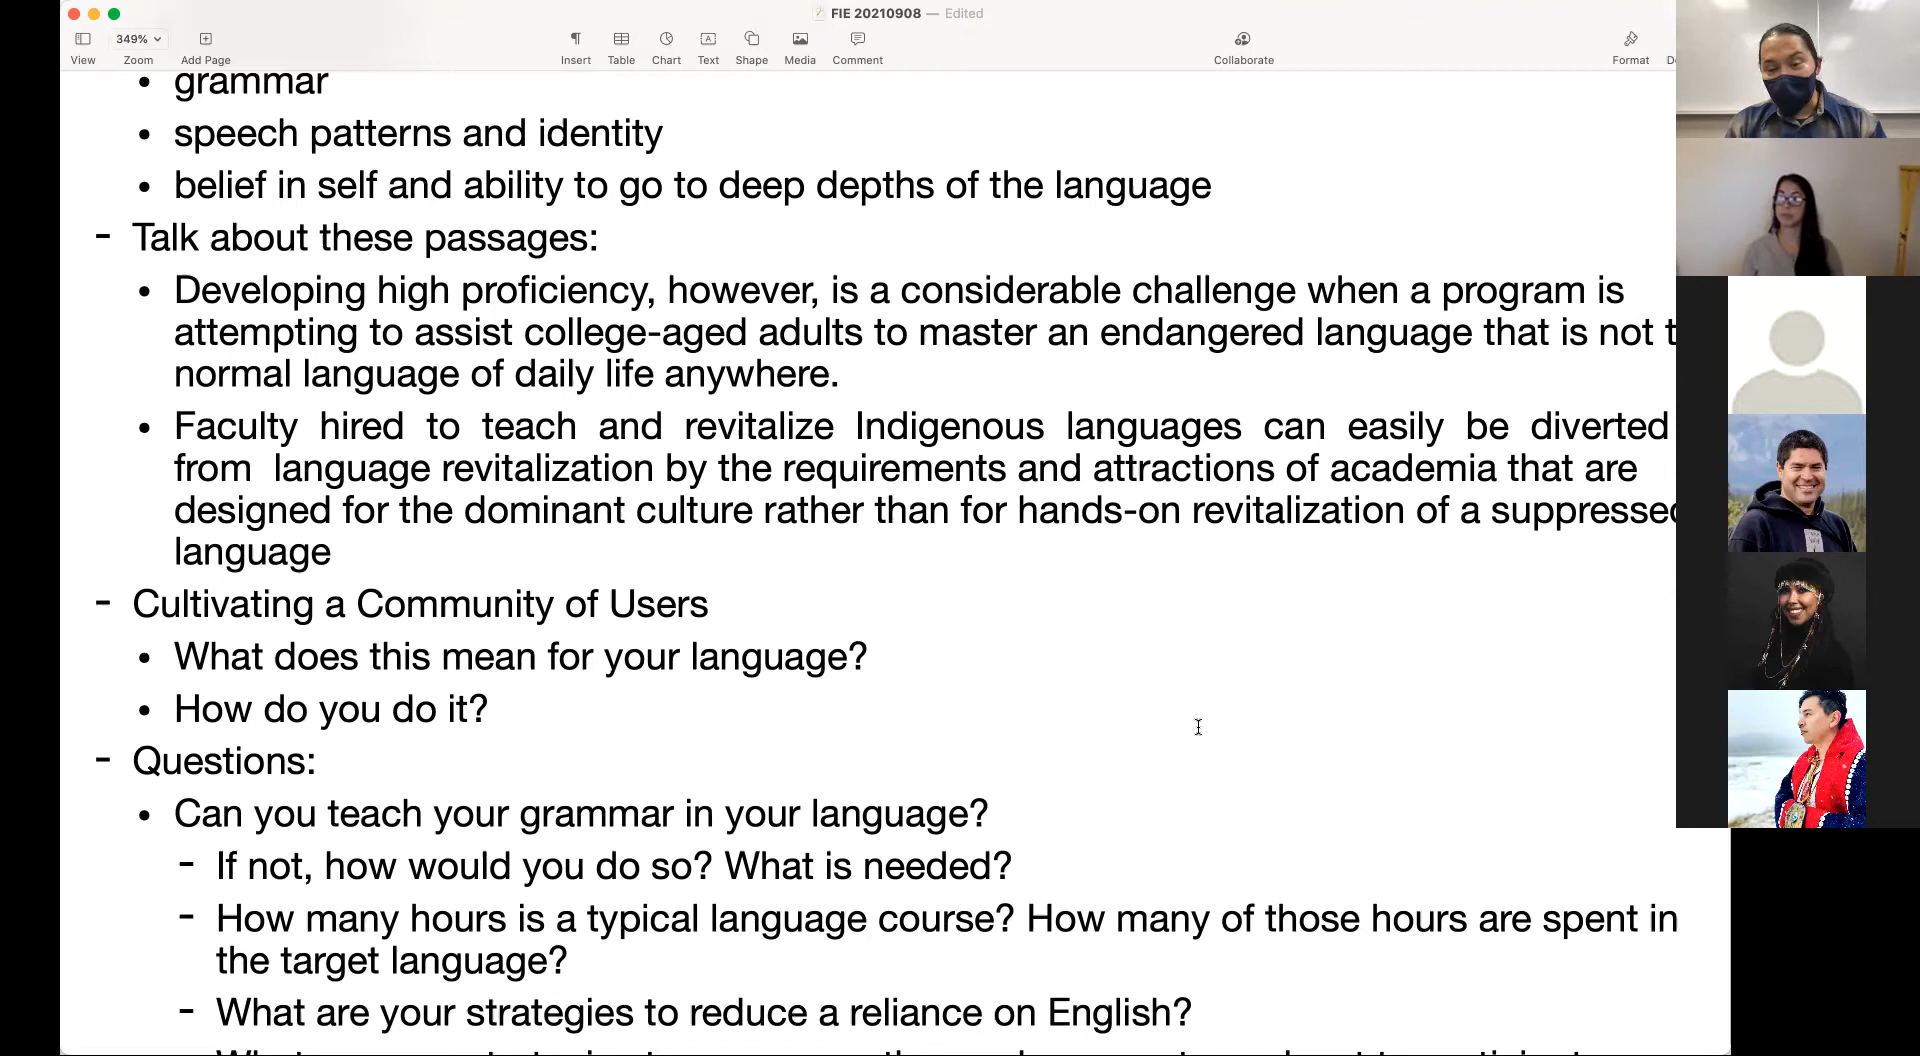 FIE 20210908 — Edited
349%
View
Zoom
Add Page
Insert
Table
Chart
Text
Shape
Media
Comment
Collaborate
Format
• grammar
• speech patterns and identity
• belief in self and ability to go to deep depths of the language
- Talk about these passages:
• Developing high proficiency, however, is a considerable challenge when a program is
attempting to assist college-aged adults to master an endangered language that is not t
normal language of daily life anywhere.
• Faculty hired to teach and revitalize Indigenous languages can easily be diverted
from language revitalization by the requirements and attractions of academia that are
designed for the dominant culture rather than for hands-on revitalization of a suppressed
language
- Cultivating a Community of Users
• What does this mean for your language?
• How do you do it?
- Questions:
• Can you teach your grammar in your language?
- If not, how would you do so? What is needed?
- How many hours is a typical language course? How many of those hours are spent in
the target language?
- What are your strategies to reduce a reliance on English?